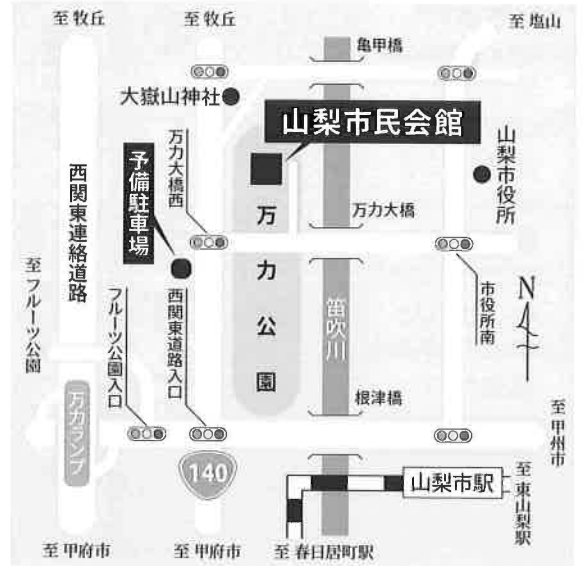 至 牧丘
至 牧丘
至 塩山
亀甲橋
大嶽山神社
山梨市民会館
予備駐車場
万力大橋西
山梨市役所
西関東連絡道路
万力公園
万力大橋
至 フルーツ公園
フルーツ公園入口
西関東道路入口
笛吹川
市役所南
N
万力ランプ
根津橋
至 甲州市
140
山梨市駅
至 東山梨駅
至 甲府市
至 甲府市
至 春日居町駅